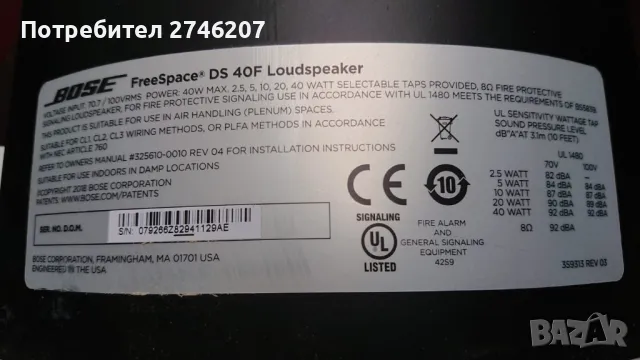 Потребител 2746207
BOSE FreeSpace® DS 40F Loudspeaker
VOLTAGE INPUT: 70.7 / 100VRMS POWER: 40W MAX. 2.5, 5, 10, 20, 40 WATT SELECTABLE TAPS PROVIDED, 8Ω FIRE PROTECTIVE
SIGNALING LOUDSPEAKER, FOR FIRE PROTECTIVE SIGNALING USE IN ACCORDANCE WITH UL 1480 MEETS THE REQUIREMENTS OF BS5839
THIS PRODUCT IS SUITABLE FOR USE IN AIR HANDLING (PLENUM) SPACES.
SUITABLE FOR CL1, CL2, CL3 WIRING METHODS, OR PLFA METHODS IN ACCORDANCE
WITH NEC ARTICLE 760
REFER TO OWNERS MANUAL #325610-0010 REV 04 FOR INSTALLATION INSTRUCTIONS
SUITABLE FOR INDOORS IN DAMP LOCATIONS
©COPYRIGHT 2018 BOSE CORPORATION
PATENTS: WWW.BOSE.COM/PATENTS
SER. NO. D.O.M.
S/N: 079266Z82941129AE
BOSE CORPORATION, FRAMINGHAM, MA 01701 USA
ENGINEERED IN THE USA
CE
10
SIGNALING
UL
LISTED
FIRE ALARM
AND
GENERAL SIGNALING
EQUIPMENT
42S9
UL SENSITIVITY WATTAGE TAP
SOUND PRESSURE LEVEL
dB"A"AT 3.1m (10 FEET)
UL 1480
70V 100V
2.5 WATT 82 dBA
5 WATT 84 dBA 84 dBA
10 WATT 87 dBA 87 dBA
20 WATT 90 dBA 89 dBA
40 WATT 92 dBA 92 dBA
8Ω 92 dBA
359313 REV 03
BAZAR